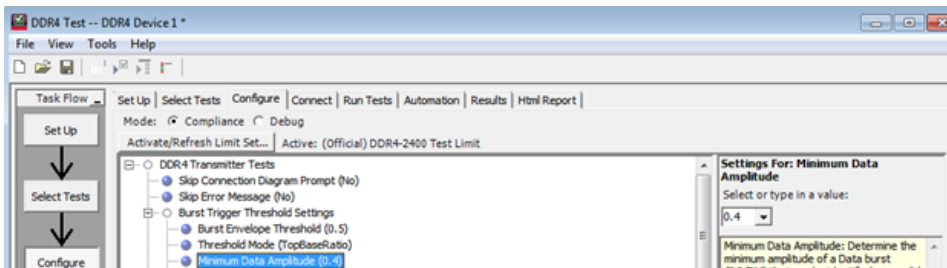 DDR4 Test -- DDR4 Device 1 *
File View Tools Help
Task Flow
Set Up
Select Tests
Configure
Set Up Select Tests Configure Connect Run Tests Automation Results Html Report
Mode: Compliance Debug
Activate/Refresh Limit Set... Active: (Official) DDR4-2400 Test Limit
DDR4 Transmitter Tests
Skip Connection Diagram Prompt (No)
Skip Error Message (No)
Burst Trigger Threshold Settings
Burst Envelope Threshold (0.5)
Threshold Mode (TopBaseRatio)
Minimum Data Amplitude (0.4)
Settings For: Minimum Data
Amplitude
Select or type in a value:
0.4
Minimum Data Amplitude: Determine the
minimum amplitude of a Data burst